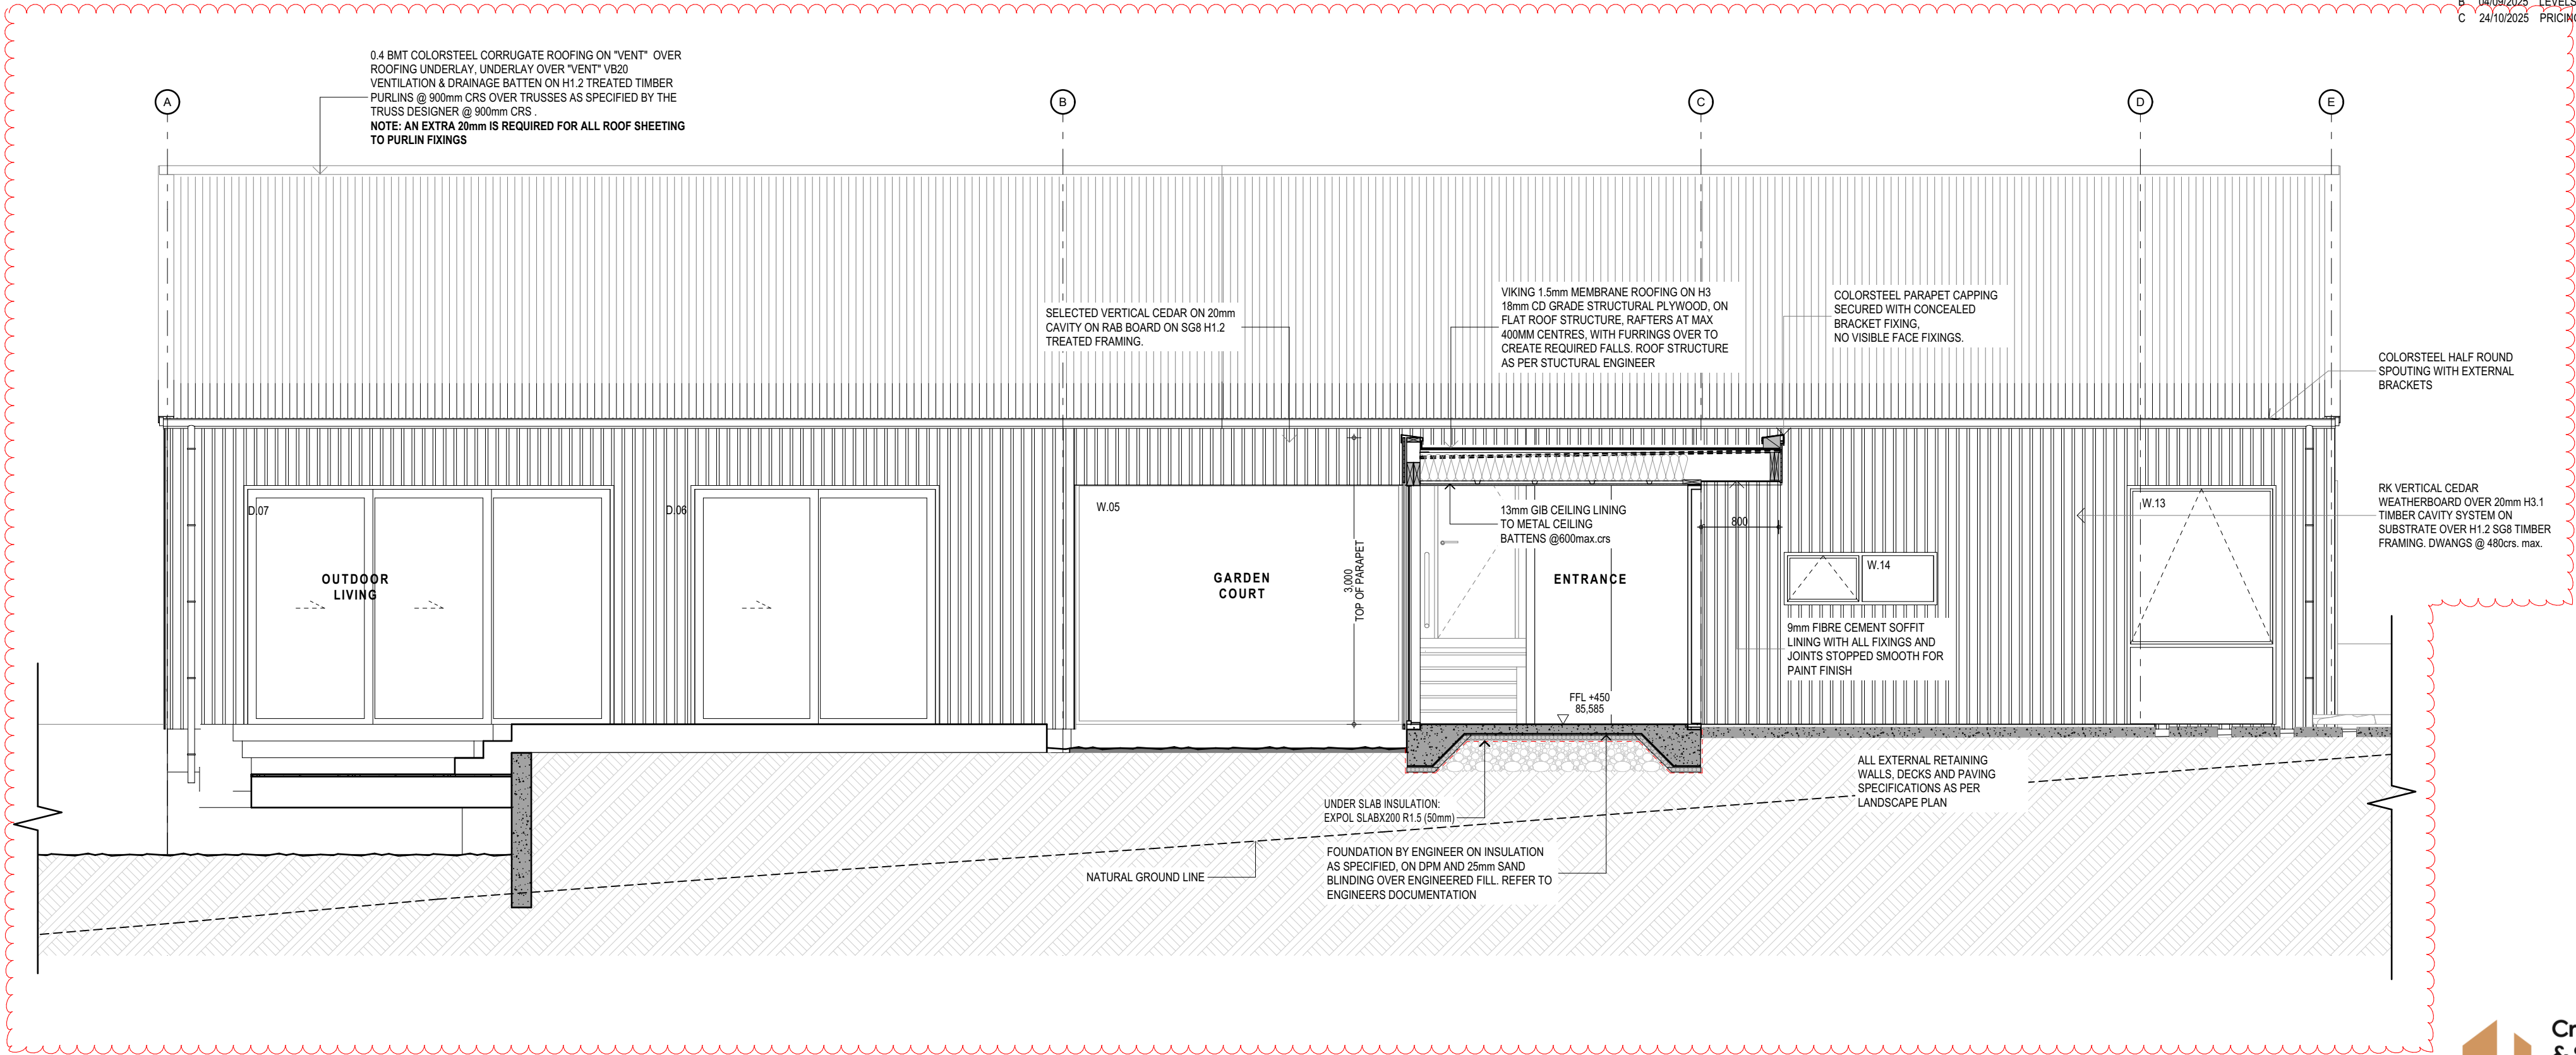 B 04/09/2025 LEVELS
C 24/10/2025
0.4 BMT COLORSTEEL CORRUGATE ROOFING ON "VENT" OVER
ROOFING UNDERLAY, UNDERLAY OVER "VENT" VB20
VENTILATION & DRAINAGE BATTEN ON H1.2 TREATED TIMBER
PURLINS @ 900mm CRS OVER TRUSSES AS SPECIFIED BY THE
TRUSS DESIGNER @ 900mm CRS .
NOTE: AN EXTRA 20mm IS REQUIRED FOR ALL ROOF SHEETING
TO PURLIN FIXINGS
A
B
C
D
E
SELECTED VERTICAL CEDAR ON 20mm
CAVITY ON RAB BOARD ON SG8 H1.2
TREATED FRAMING.
VIKING 1.5mm MEMBRANE ROOFING ON H3
18mm CD GRADE STRUCTURAL PLYWOOD, ON
FLAT ROOF STRUCTURE, RAFTERS AT MAX
400MM CENTRES, WITH FURRINGS OVER TO
CREATE REQUIRED FALLS. ROOF STRUCTURE
AS PER STUCTURAL ENGINEER
COLORSTEEL PARAPET CAPPING
SECURED WITH CONCEALED
BRACKET FIXING,
NO VISIBLE FACE FIXINGS.
COLORSTEEL HALF ROUND
SPOUTING WITH EXTERNAL
BRACKETS
RK VERTICAL CEDAR
WEATHERBOARD OVER 20mm H3.1
TIMBER CAVITY SYSTEM ON
SUBSTRATE OVER H1.2 SG8 TIMBER
FRAMING. DWANGS @ 480crs. max.
D.07
D.06
W.05
W.13
W.14
OUTDOOR
LIVING
GARDEN
COURT
3,000
TOP OF PARAPET
13mm GIB CEILING LINING
TO METAL CEILING
BATTENS @600max.crs
800
ENTRANCE
9mm FIBRE CEMENT SOFFIT
LINING WITH ALL FIXINGS AND
JOINTS STOPPED SMOOTH FOR
PAINT FINISH
FFL +450
85,585
ALL EXTERNAL RETAINING
WALLS, DECKS AND PAVING
SPECIFICATIONS AS PER
LANDSCAPE PLAN
UNDER SLAB INSULATION:
EXPOL SLABX200 R1.5 (50mm)
FOUNDATION BY ENGINEER ON INSULATION
AS SPECIFIED, ON DPM AND 25mm SAND
BLINDING OVER ENGINEERED FILL. REFER TO
ENGINEERS DOCUMENTATION
NATURAL GROUND LINE